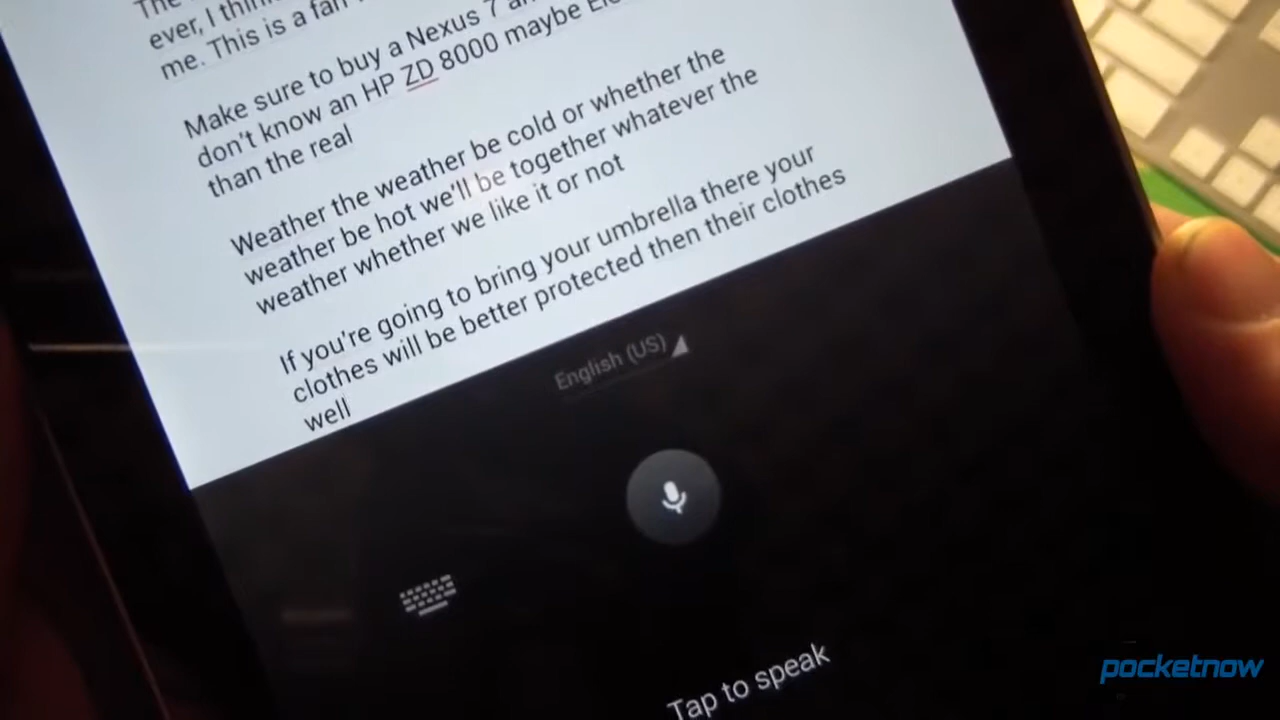 The
ever, I think
me. This is a fan
Make sure to buy a Nexus 7
don't know an HP ZD 8000 maybe
than the real
Weather the weather be cold or whether the
weather be hot we'll be together whatever the
weather whether we like it or not
If you're going to bring your umbrella there your
clothes will be better protected then their clothes
well
English (US)
Tap to speak
pocketnow